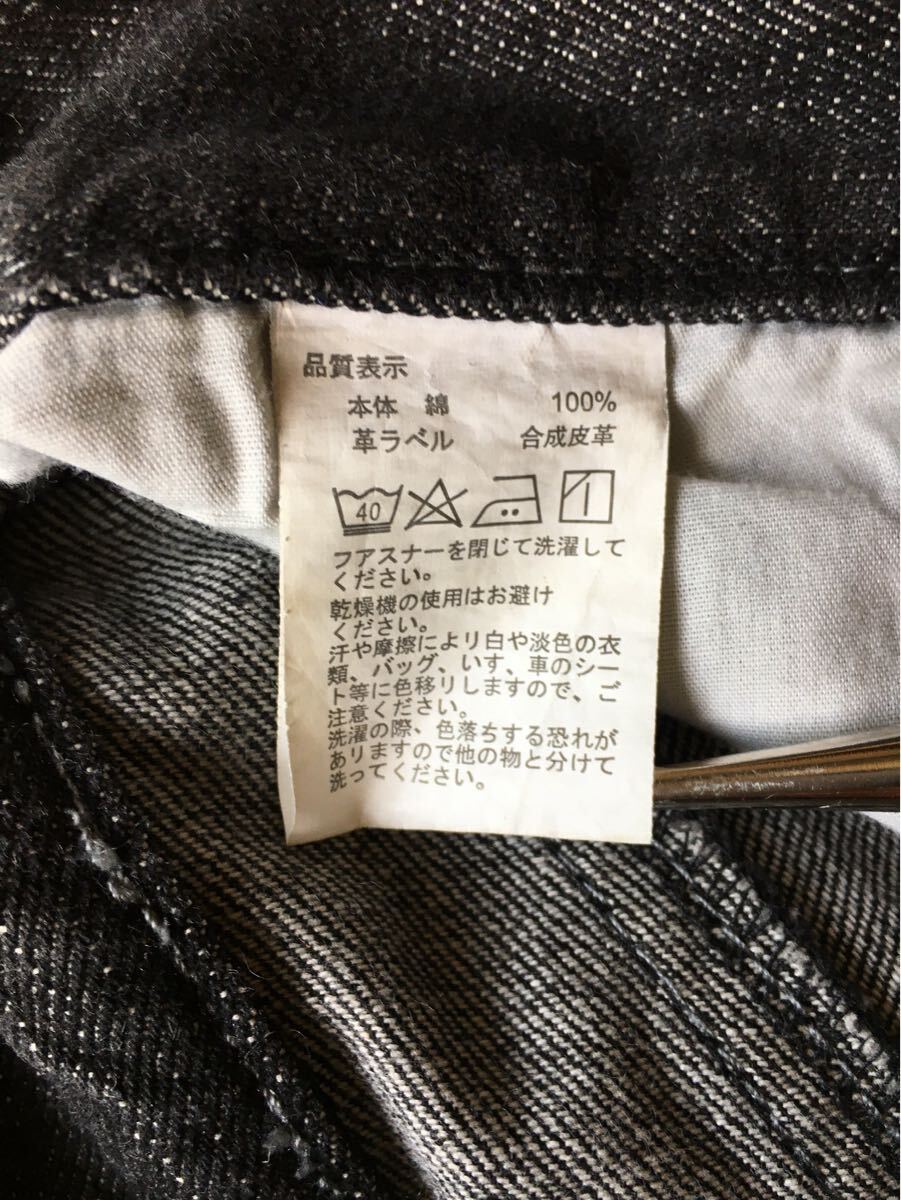 品質表示
本体 綿 100%
革ラベル 合成皮革
40
フアスナーを閉じて洗濯して
ください。
乾燥機の使用はお避け
ください。
汗や摩擦により白や淡色の衣
類、バッグ、いす、車のシー
ト等に色移りしますので、ご
注意ください。
洗濯の際、色落ちする恐れが
ありますので他の物と分けて
洗ってください。